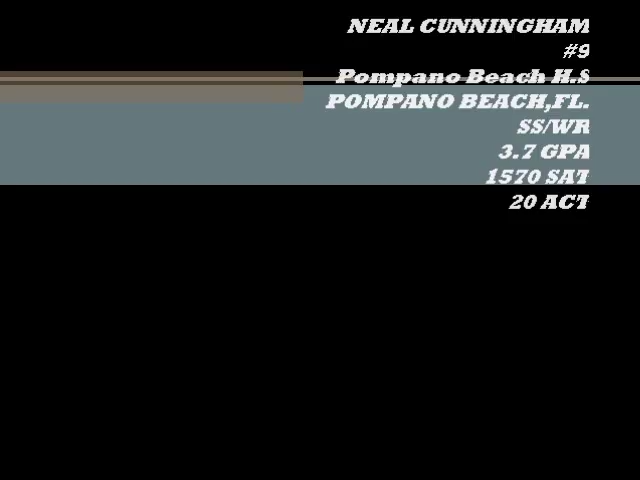 NEAL CUNNINGHAM
#9
Pompano Beach H.S
POMPANO BEACH,FL.
SS/WR
3.7 GPA
1570 SAT
20 ACT